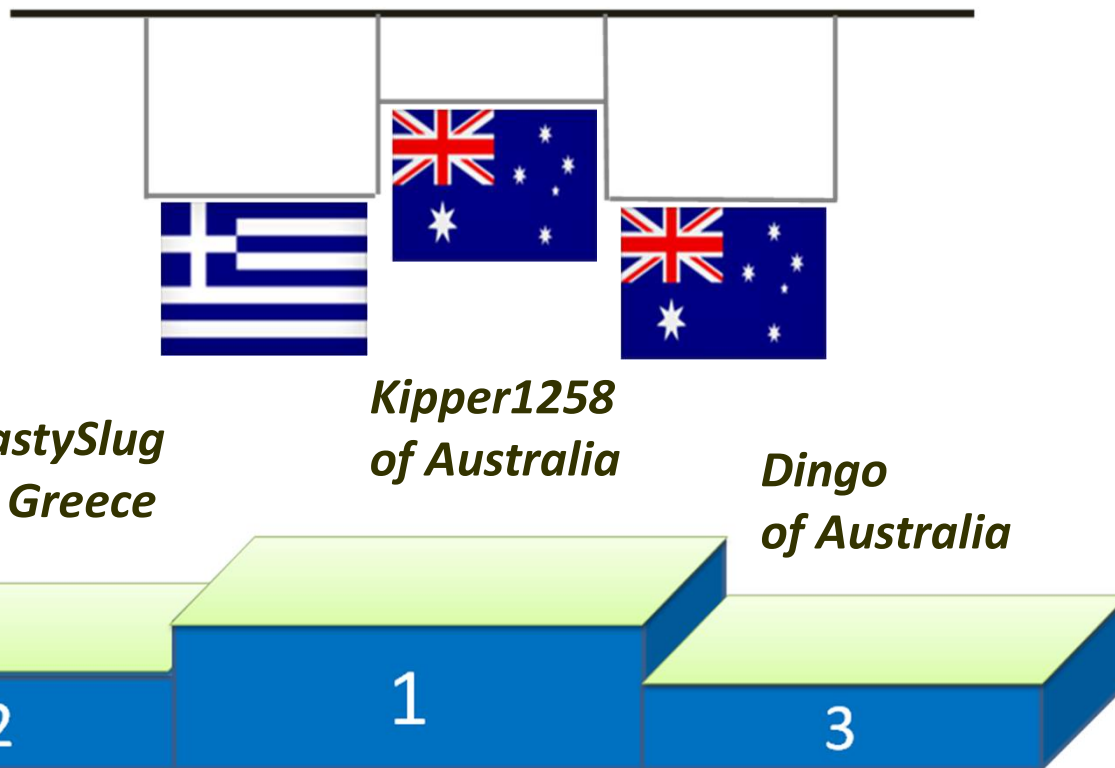 Kipper1258
of Australia
astySlug
Greece
Dingo
of Australia
1
2
3